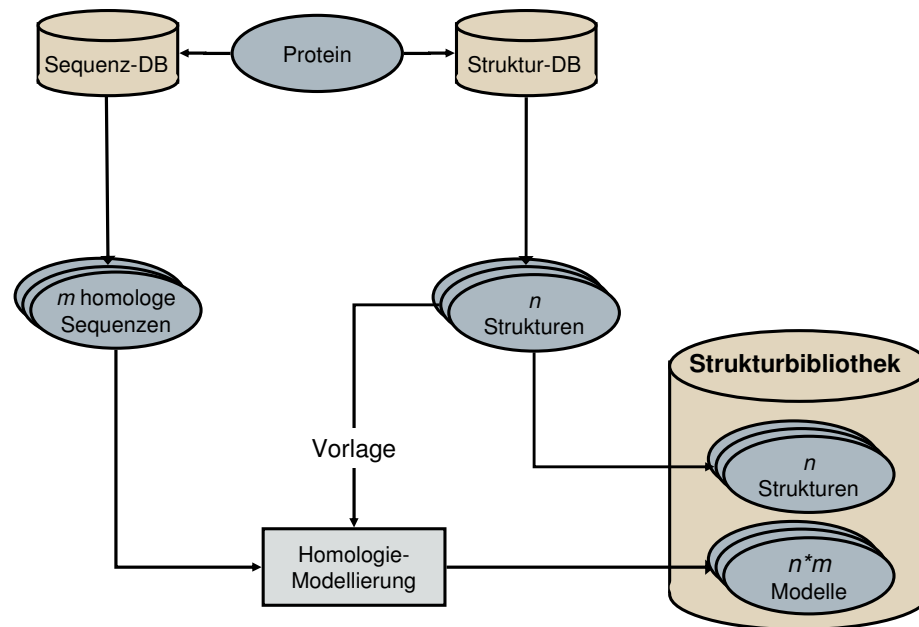 Sequenz-DB
Protein
Struktur-DB
m homologe
Sequenzen
n
Strukturen
Strukturbibliothek
Vorlage
n
Strukturen
Homologie-
Modellierung
n*m
Modelle